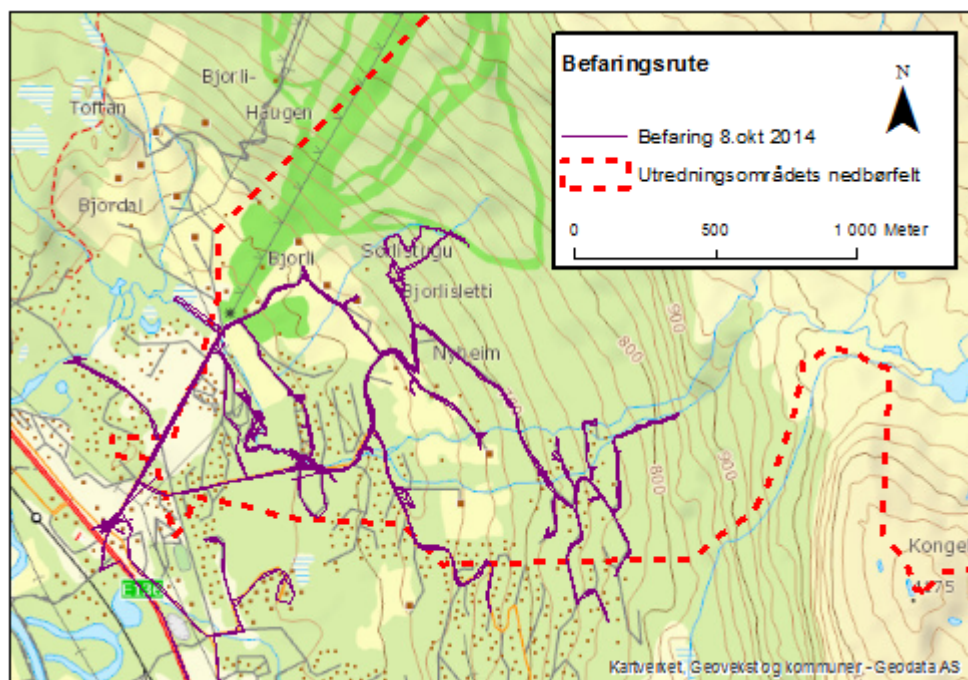 Befaringsrute
N
Befaring 8.okt 2014
Utredningsområdets nedbørfelt
0 500 1 000 Meter
Bjorli-
Haugen
Toftan
Bjordal
Bjorli
Sørlistugu
Bjorlisletti
Nyheim
900
800
800
900
E136
Kartverket, Geovekst og kommuner - Geodata AS